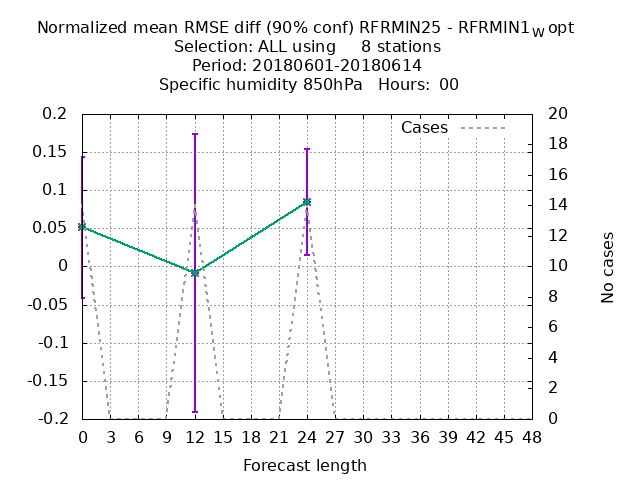 Normalized mean RMSE diff (90% conf) RFRMIN25 - RFRMIN1W opt
Selection: ALL using 8 stations
Period: 20180601-20180614
Specific humidity 850hPa Hours: 00
Cases
0.2
0.15
0.1
0.05
0
-0.05
-0.1
-0.15
-0.2
20
18
16
14
12
10
8
6
4
2
0
No cases
0 3 6 9 12 15 18 21 24 27 30 33 36 39 42 45 48
Forecast length